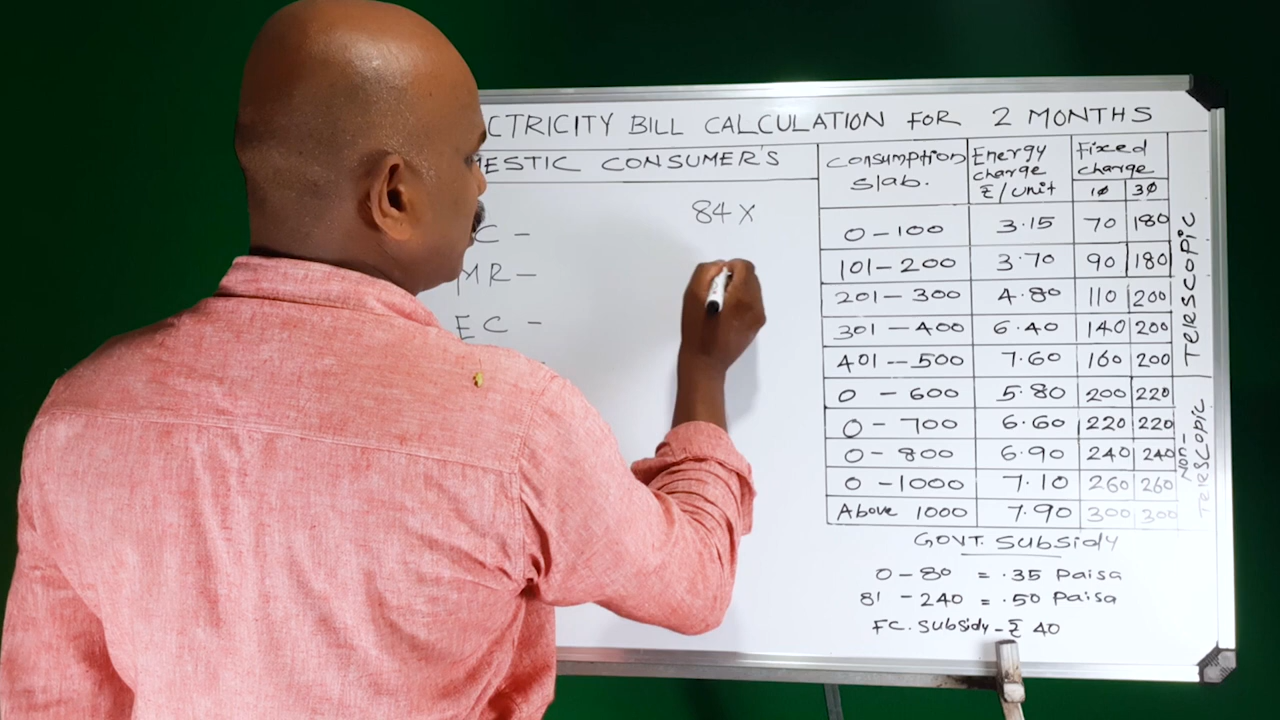 CTRICITY BILL CALCULATION FOR 2 MONTHS
MESTIC CONSUMER'S
84 X
C -
MR -
EC -
Consumption Slab. Energy charge ₹/unit Fixed charge
1ø 3ø
0-100 3.15 70 180
101-200 3.70 90 180
201-300 4.80 110 200
301-400 6.40 140 200
401-500 7.60 160 200
0-600 5.80 200 220
0-700 6.60 220 220
0-800 6.90 240 240
0-1000 7.10 260 260
Above 1000 7.90 300 300
TELESCOPIC
NON-TELESCOPIC
GOVT. SUBSIDY
0-80 = .35 Paisa
81-240 = .50 Paisa
FC. Subsidy - ₹ 40